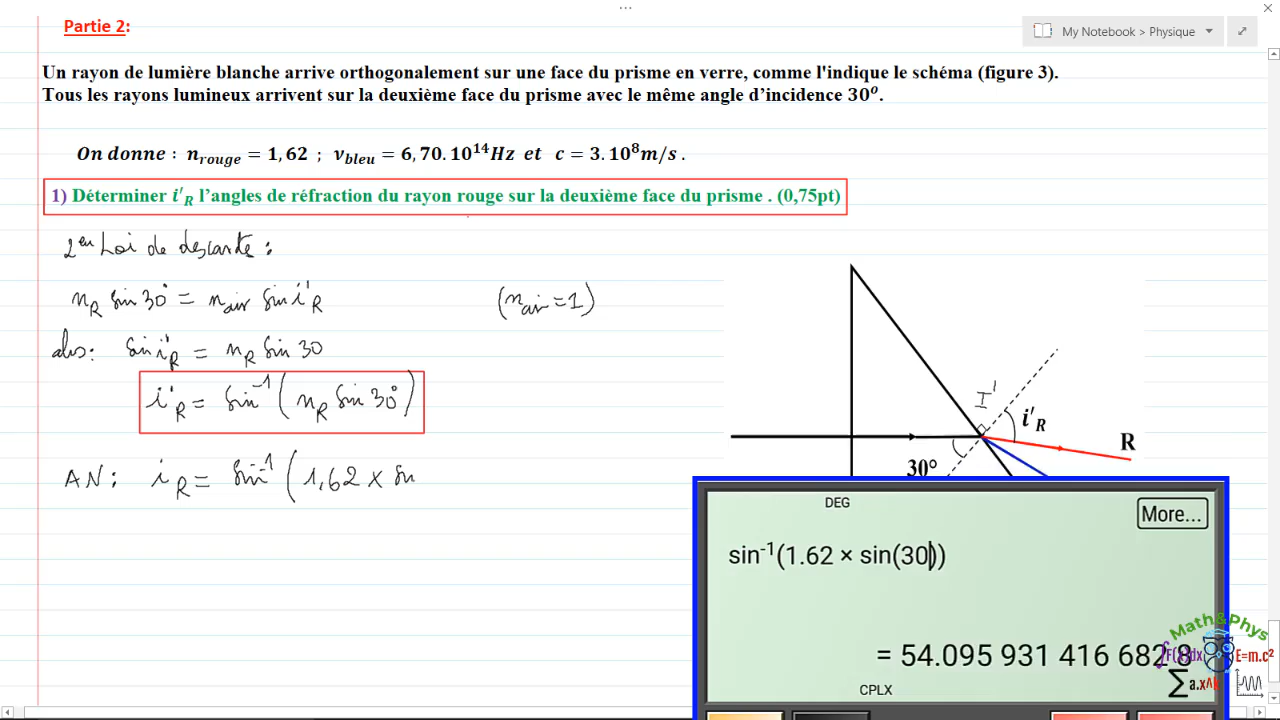 ...
Partie 2:
My Notebook > Physique
Un rayon de lumière blanche arrive orthogonalement sur une face du prisme en verre, comme l'indique le schéma (figure 3).
Tous les rayons lumineux arrivent sur la deuxième face du prisme avec le même angle d'incidence 30°.
On donne : n_rouge = 1,62 ; ν_bleu = 6,70.10¹⁴Hz et c = 3.10⁸m/s .
1) Déterminer i'_R l'angles de réfraction du rayon rouge sur la deuxième face du prisme . (0,75pt)
2en Loi de descarte :
n_R sin 30° = n_air sin i'_R (n_air = 1)
alors: sin i'_R = n_R sin 30
i'_R = sin⁻¹ ( n_R sin 30° )
AN: i_R = sin⁻¹ ( 1,62 × sin
I'
i'_R
R
30°
DEG
More...
sin⁻¹(1.62 × sin(30))
= 54.095 931 416 682 8
CPLX
Math&Phys
∫F(x)dx
E=m.c²
∑ a.x^n